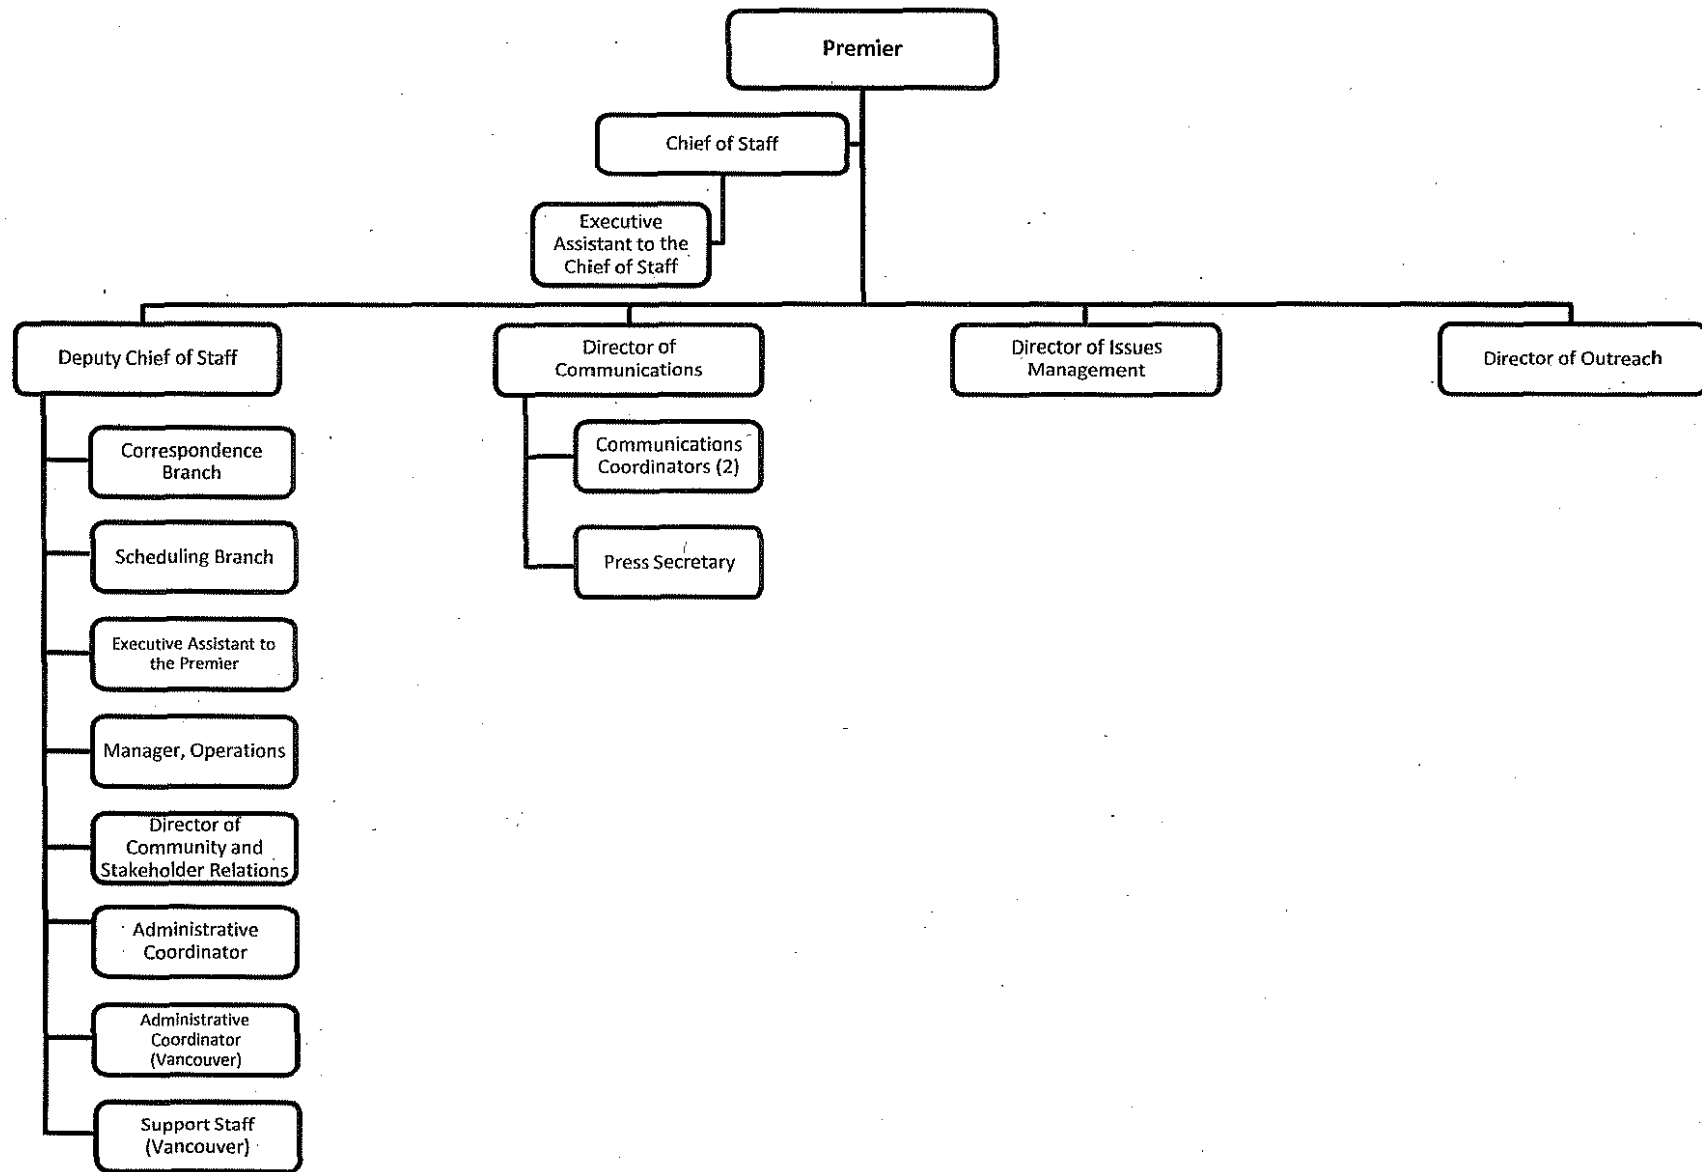 Premier
Chief of Staff
Executive
Assistant to the
Chief of Staff
Deputy Chief of Staff
Director of
Communications
Director of Issues
Management
Director of Outreach
Correspondence
Branch
Scheduling Branch
Executive Assistant to
the Premier
Manager, Operations
Director of
Community and
Stakeholder Relations
Administrative
Coordinator
Administrative
Coordinator
(Vancouver)
Support Staff
(Vancouver)
Communications
Coordinators (2)
Press Secretary